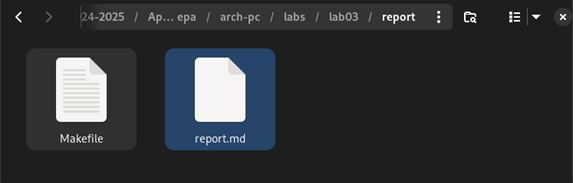 24-2025 / Ap... epa / arch-pc / labs / lab03 / report
Makefile
report.md